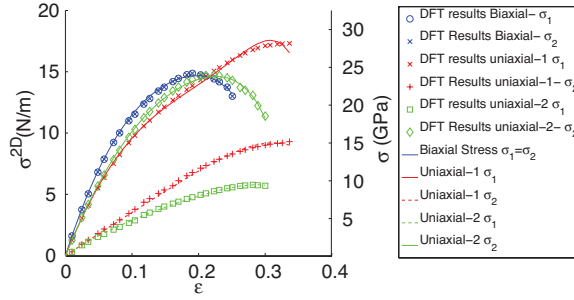 20
15
10
5
0
0
0.1
0.2
0.3
0.4
ε
σ2D(N/m)
30
25
20
15
10
5
σ (GPa)
DFT results Biaxial– σ1
DFT Results Biaxial– σ2
DFT results uniaxial–1 σ1
DFT Results uniaxial–1– σ2
DFT results uniaxial–2 σ1
DFT Results uniaxial–2– σ2
Biaxial Stress σ1=σ2
Uniaxial–1 σ1
Uniaxial–1 σ2
Uniaxial–2 σ1
Uniaxial–2 σ2